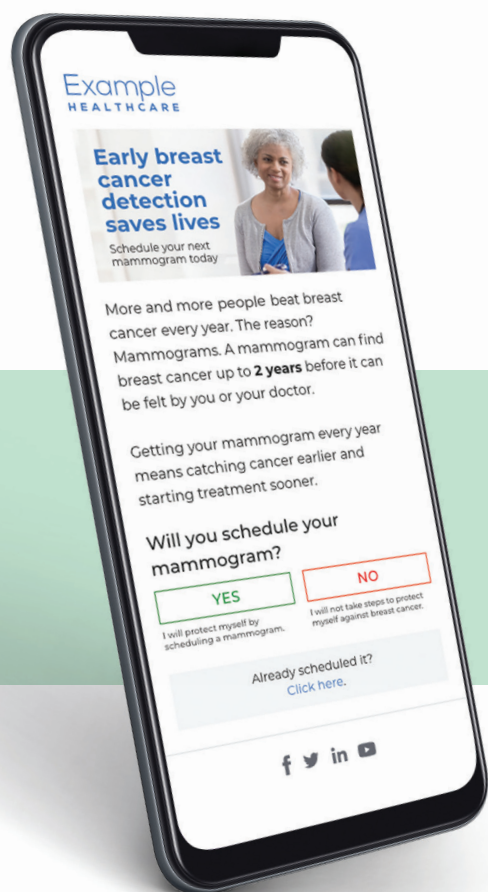 Example
HEALTHCARE
Early breast
cancer
detection
saves lives
Schedule your next
mammogram today
More and more people beat breast
cancer every year. The reason?
Mammograms. A mammogram can find
breast cancer up to 2 years before it can
be felt by you or your doctor.
Getting your mammogram every year
means catching cancer earlier and
starting treatment sooner.
Will you schedule your
mammogram?
YES
I will protect myself by
scheduling a mammogram.
NO
I will not take steps to protect
myself against breast cancer.
Already scheduled it?
Click here.
f in